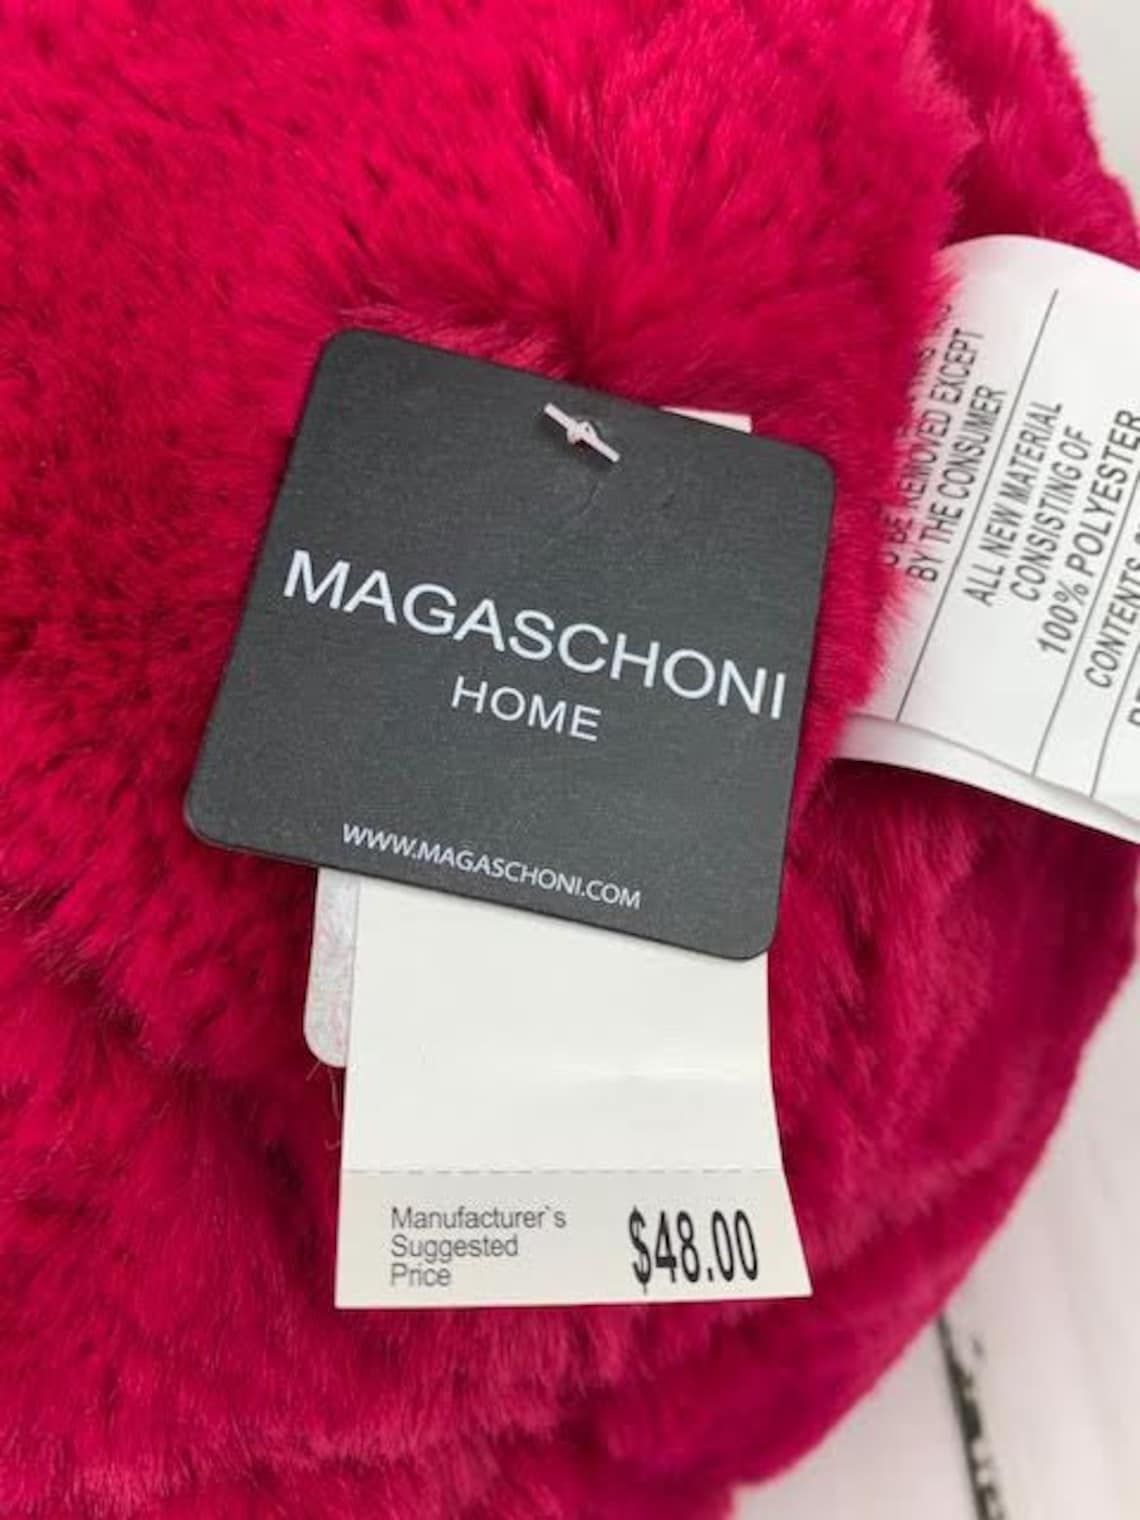 MAGASCHONI
HOME
WWW.MAGASCHONI.COM
Manufacturer`s
Suggested
Price
$48.00
BE REMOVED EXCEPT
BY THE CONSUMER
ALL NEW MATERIAL
CONSISTING OF
100% POLYESTER
CONTENTS